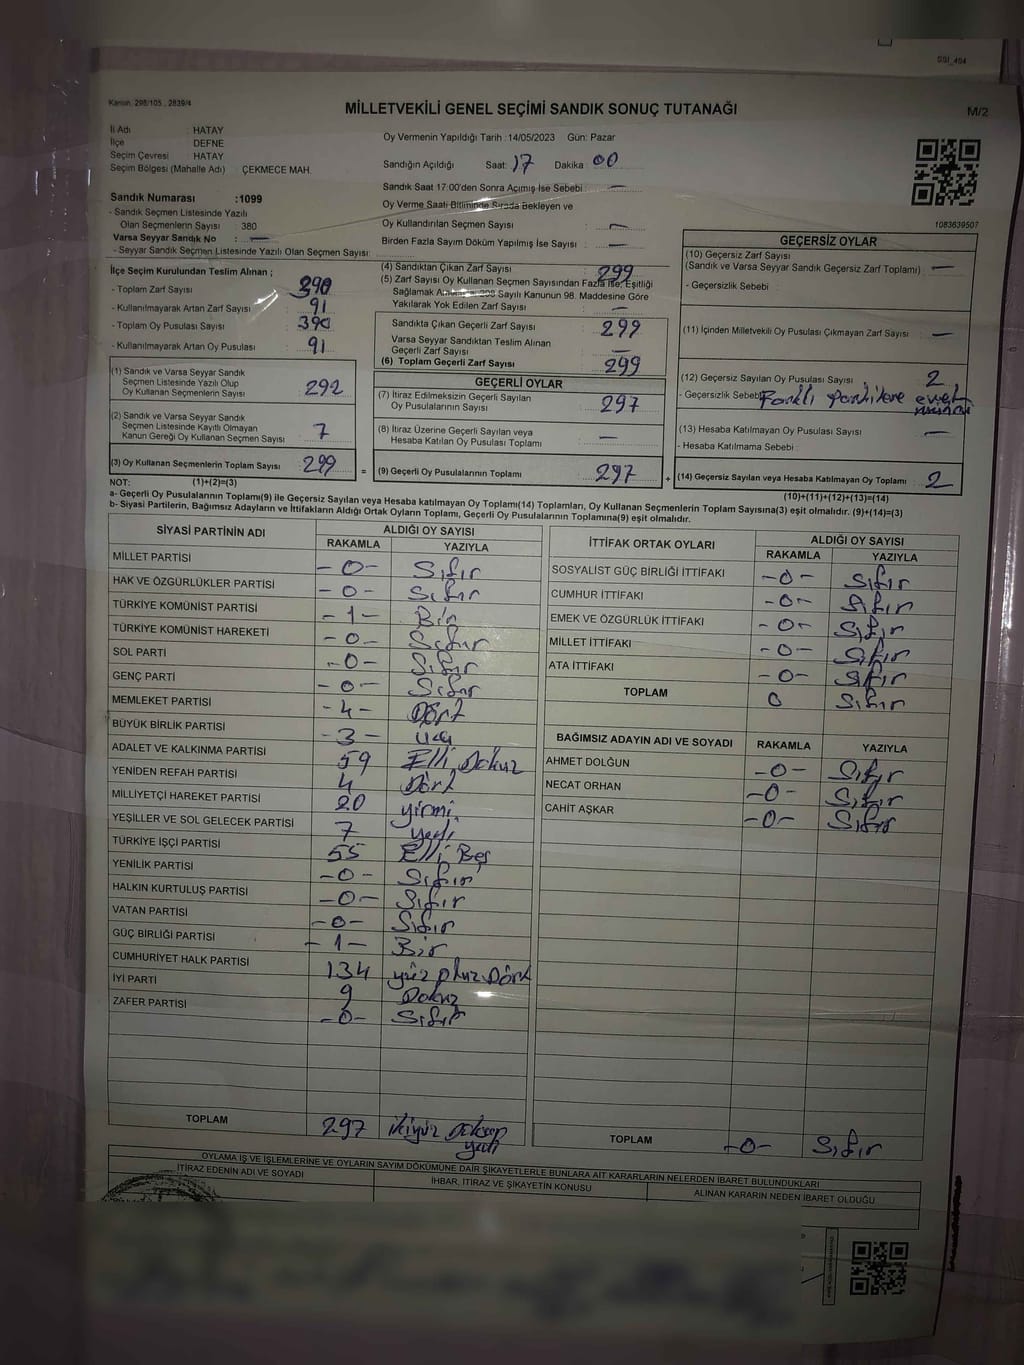 SSI_404
Kanun. 298/105 , 2839/4
MİLLETVEKİLİ GENEL SEÇİMİ SANDIK SONUÇ TUTANAĞI
M/2
İl Adı : HATAY
İlçe DEFNE
Seçim Çevresi : HATAY
Seçim Bölgesi (Mahalle Adı) ÇEKMECE MAH.
Oy Vermenin Yapıldığı Tarih : 14/05/2023 Gün: Pazar
Sandığın Açıldığı Saat: 17 Dakika 00
Sandık Saat 17:00'den Sonra Açımış İse Sebebi : —
Oy Verme Saati Bitiminde Sırada Bekleyen ve
Oy Kullandırılan Seçmen Sayısı —
Birden Fazla Sayım Döküm Yapılmış İse Sayısı : —
1083639507
Sandık Numarası :1099
- Sandık Seçmen Listesinde Yazılı
Olan Seçmenlerin Sayısı : 380
Varsa Seyyar Sandık No : —
- Seyyar Sandık Seçmen Listesinde Yazılı Olan Seçmen Sayısı:
İlçe Seçim Kurulundan Teslim Alınan ;
- Toplam Zarf Sayısı : 390
- Kullanılmayarak Artan Zarf Sayısı : 91
- Toplam Oy Pusulası Sayısı : 390
- Kullanılmayarak Artan Oy Pusulası : 91
(1) Sandık ve Varsa Seyyar Sandık
Seçmen Listesinde Yazılı Olup
Oy Kullanan Seçmenlerin Sayısı 292
(2) Sandık ve Varsa Seyyar Sandık
Seçmen Listesinde Kayıtlı Olmayan
Kanun Gereği Oy Kullanan Seçmen Sayısı 7
(3) Oy Kullanan Seçmenlerin Toplam Sayısı 299
NOT: (1)+(2)=(3)
(4) Sandıktan Çıkan Zarf Sayısı : 299
(5) Zarf Sayısı Oy Kullanan Seçmen Sayısından Fazla İse, Eşitliği
Sağlamak 298 Sayılı Kanunun 98. Maddesine Göre
Yakılarak Yok Edilen Zarf Sayısı : —
Sandıkta Çıkan Geçerli Zarf Sayısı : 299
Varsa Seyyar Sandıktan Teslim Alınan
Geçerli Zarf Sayısı : —
(6) Toplam Geçerli Zarf Sayısı : 299
GEÇERLİ OYLAR
(7) İtiraz Edilmeksizin Geçerli Sayılan
Oy Pusulalarının Sayısı : 297
(8) İtiraz Üzerine Geçerli Sayılan veya
Hesaba Katılan Oy Pusulası Toplamı : —
= (9) Geçerli Oy Pusulalarının Toplamı : 297
GEÇERSİZ OYLAR
(10) Geçersiz Zarf Sayısı
(Sandık ve Varsa Seyyar Sandık Geçersiz Zarf Toplamı) : —
- Geçersizlik Sebebi
(11) İçinden Milletvekili Oy Pusulası Çıkmayan Zarf Sayısı : —
(12) Geçersiz Sayılan Oy Pusulası Sayısı : 2
- Geçersizlik Sebebi Farklı partilere evet
mührü
(13) Hesaba Katılmayan Oy Pusulası Sayısı : —
- Hesaba Katılmama Sebebi :
+ (14) Geçersiz Sayılan veya Hesaba Katılmayan Oy Toplamı : 2
(10)+(11)+(12)+(13)=(14)
a- Geçerli Oy Pusulalarının Toplamı(9) ile Geçersiz Sayılan veya Hesaba katılmayan Oy Toplam(14) Toplamları, Oy Kullanan Seçmenlerin Toplam Sayısına(3) eşit olmalıdır. (9)+(14)=(3)
b- Siyasi Partilerin, Bağımsız Adayların ve İttifakların Aldığı Ortak Oyların Toplamı, Geçerli Oy Pusulalarının Toplamına(9) eşit olmalıdır.
SİYASİ PARTİNİN ADI ALDIĞI OY SAYISI
RAKAMLA YAZIYLA
MİLLET PARTİSİ -0- Sıfır
HAK VE ÖZGÜRLÜKLER PARTİSİ -0- Sıfır
TÜRKİYE KOMÜNİST PARTİSİ -1- Bir
TÜRKİYE KOMÜNİST HAREKETİ -0- Sıfır
SOL PARTİ -0- Sıfır
GENÇ PARTİ -0- Sıfır
MEMLEKET PARTİSİ -4- Dört
BÜYÜK BİRLİK PARTİSİ -3- üç
ADALET VE KALKINMA PARTİSİ 59 Elli Dokuz
YENİDEN REFAH PARTİSİ 4 Dört
MİLLİYETÇİ HAREKET PARTİSİ 20 yirmi
YEŞİLLER VE SOL GELECEK PARTİSİ 7 yedi
TÜRKİYE İŞÇİ PARTİSİ 55 Elli Beş
YENİLİK PARTİSİ -0- Sıfır
HALKIN KURTULUŞ PARTİSİ -0- Sıfır
VATAN PARTİSİ -0- Sıfır
GÜÇ BİRLİĞİ PARTİSİ -1- Bir
CUMHURİYET HALK PARTİSİ 134 yüz otuz Dört
İYİ PARTİ 9 Dokuz
ZAFER PARTİSİ -0- Sıfır
TOPLAM 297 ikiyüz Doksan
yedi
İTTİFAK ORTAK OYLARI ALDIĞI OY SAYISI
RAKAMLA YAZIYLA
SOSYALİST GÜÇ BİRLİĞİ İTTİFAKI -0- Sıfır
CUMHUR İTTİFAKI -0- Sıfır
EMEK VE ÖZGÜRLÜK İTTİFAKI -0- Sıfır
MİLLET İTTİFAKI -0- Sıfır
ATA İTTİFAKI -0- Sıfır
TOPLAM 0 Sıfır
BAĞIMSIZ ADAYIN ADI VE SOYADI RAKAMLA YAZIYLA
AHMET DOLĞUN -0- Sıfır
NECAT ORHAN -0- Sıfır
CAHİT AŞKAR -0- Sıfır
TOPLAM -0- Sıfır
OYLAMA İŞ VE İŞLEMLERİNE VE OYLARIN SAYIM DÖKÜMÜNE DAİR ŞİKAYETLERLE BUNLARA AİT KARARLARIN NELERDEN İBARET BULUNDUKLARI
İTİRAZ EDENİN ADI VE SOYADI İHBAR, İTİRAZ VE ŞİKAYETİN KONUSU ALINAN KARARIN NEDEN İBARET OLDUĞU